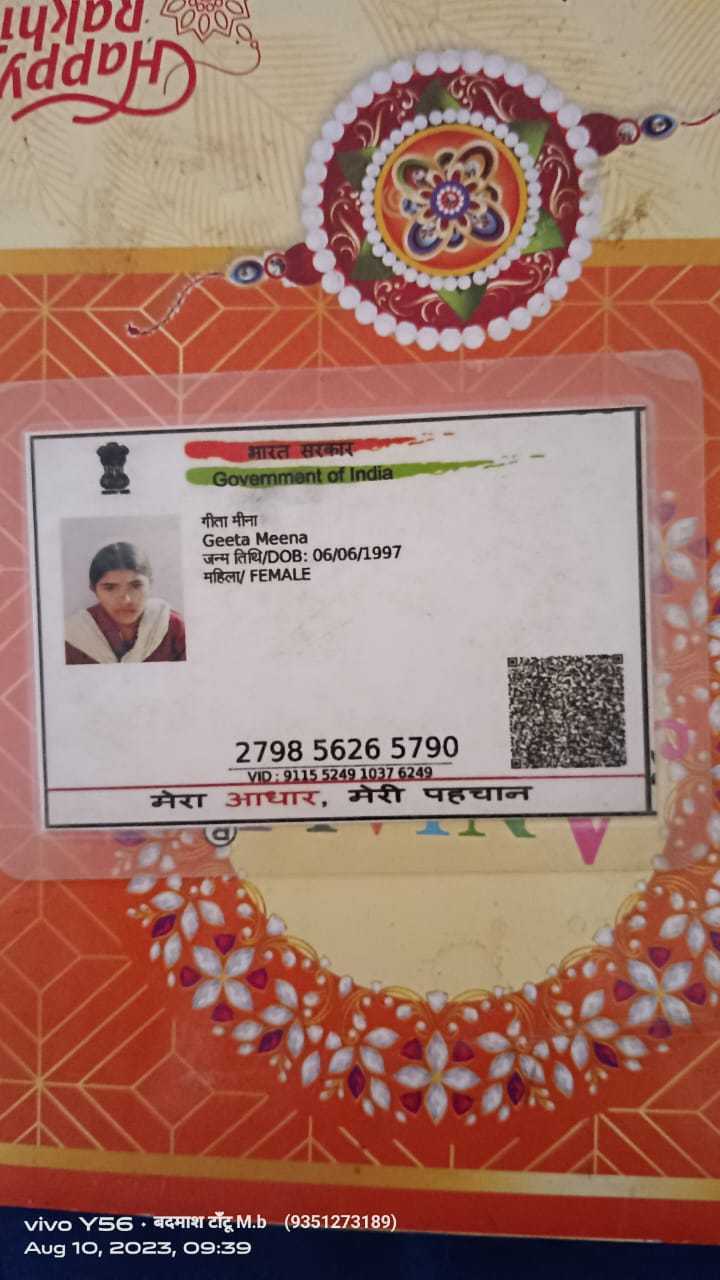 Happy
Rakhi
भारत सरकार
Government of India
गीता मीना
Geeta Meena
जन्म तिथि/DOB: 06/06/1997
महिला/ FEMALE
2798 5626 5790
VID : 9115 5249 1037 6249
मेरा आधार, मेरी पहचान
vivo Y56 · बदमाश टाँटू M.b (9351273189)
Aug 10, 2023, 09:39